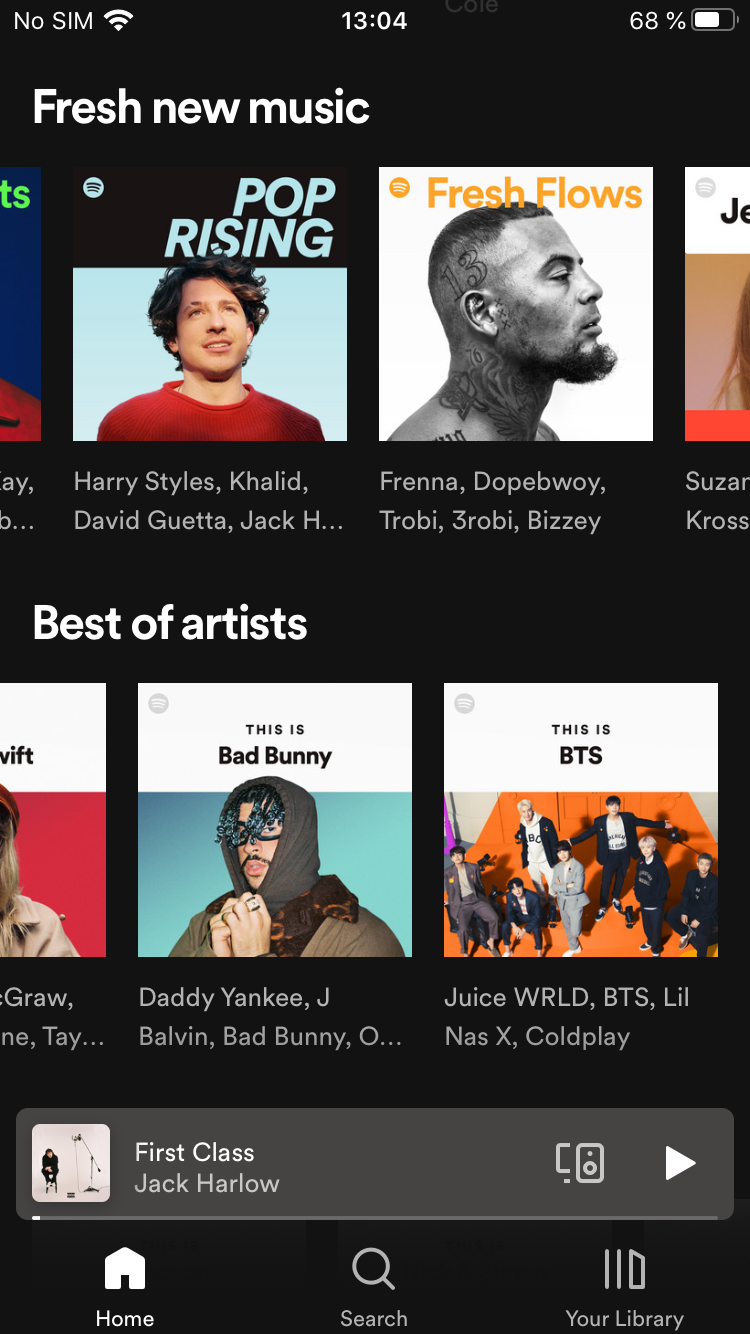 Cole
No SIM
13:04
68 %
Fresh new music
ts
POP
RISING
Fresh Flows
Je
Kay,
b...
Harry Styles, Khalid,
David Guetta, Jack H...
Frenna, Dopebwoy,
Trobi, 3robi, Bizzey
Suzan
Kross
Best of artists
wift
THIS IS
Bad Bunny
THIS IS
BTS
cGraw,
ne, Tay...
Daddy Yankee, J
Balvin, Bad Bunny, O...
Juice WRLD, BTS, Lil
Nas X, Coldplay
First Class
Jack Harlow
Home
Search
Your Library